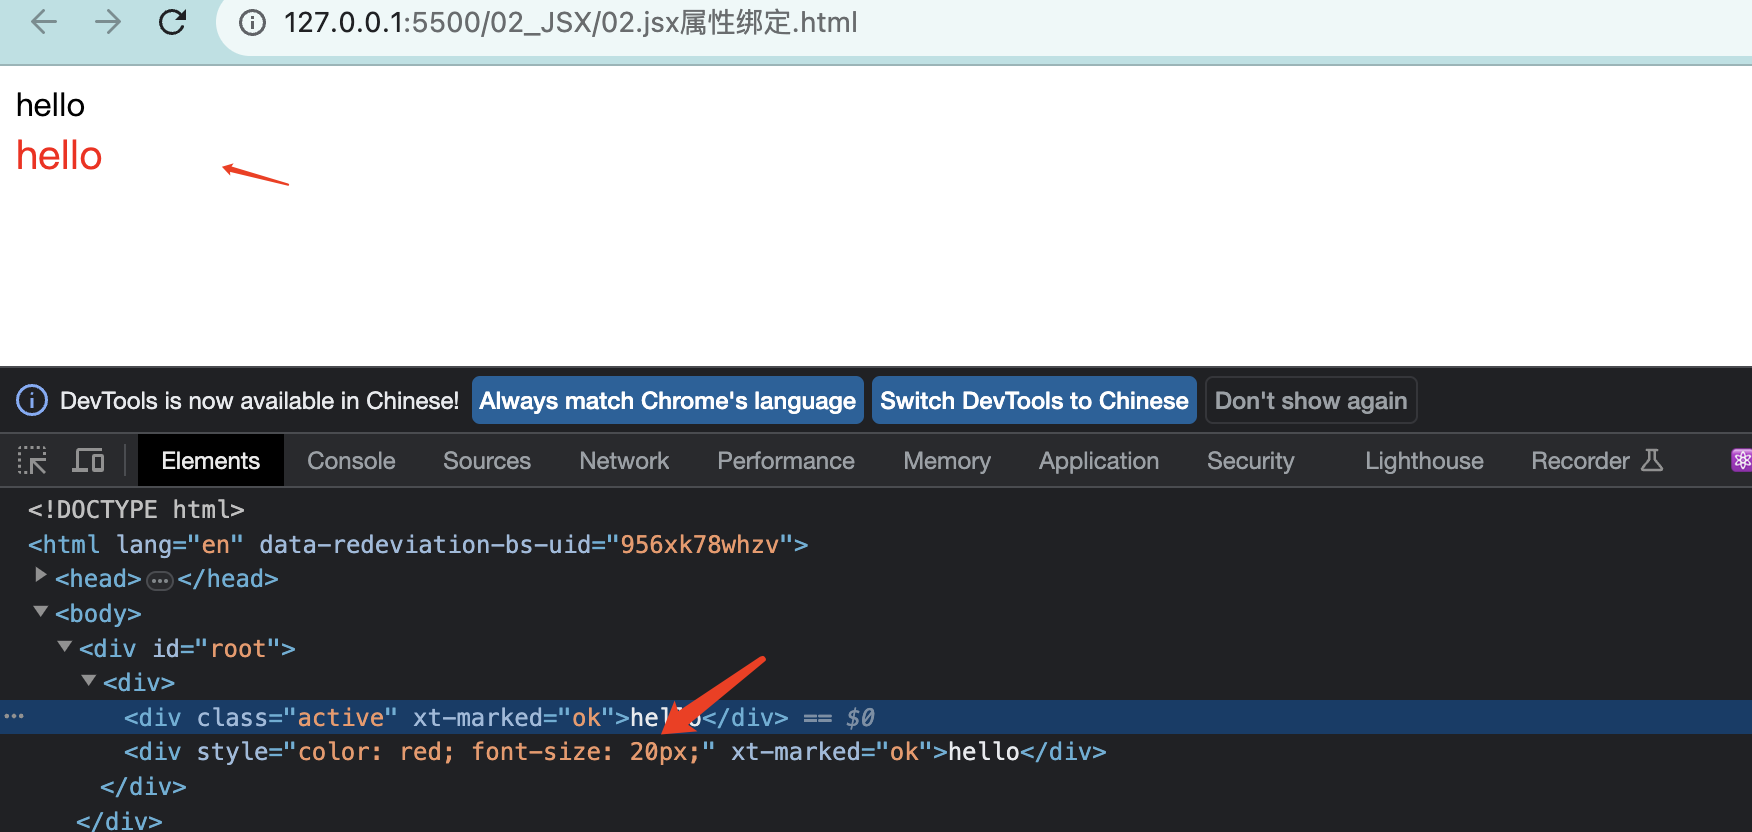 127.0.0.1:5500/02_JSX/02.jsx属性绑定.html
hello
hello
DevTools is now available in Chinese! Always match Chrome's language Switch DevTools to Chinese Don't show again
Elements Console Sources Network Performance Memory Application Security Lighthouse Recorder
<!DOCTYPE html>
<html lang="en" data-redeviation-bs-uid="956xk78whzv">
<head>…</head>
<body>
<div id="root">
<div>
<div class="active" xt-marked="ok">hello</div> == $0
<div style="color: red; font-size: 20px;" xt-marked="ok">hello</div>
</div>
</div>